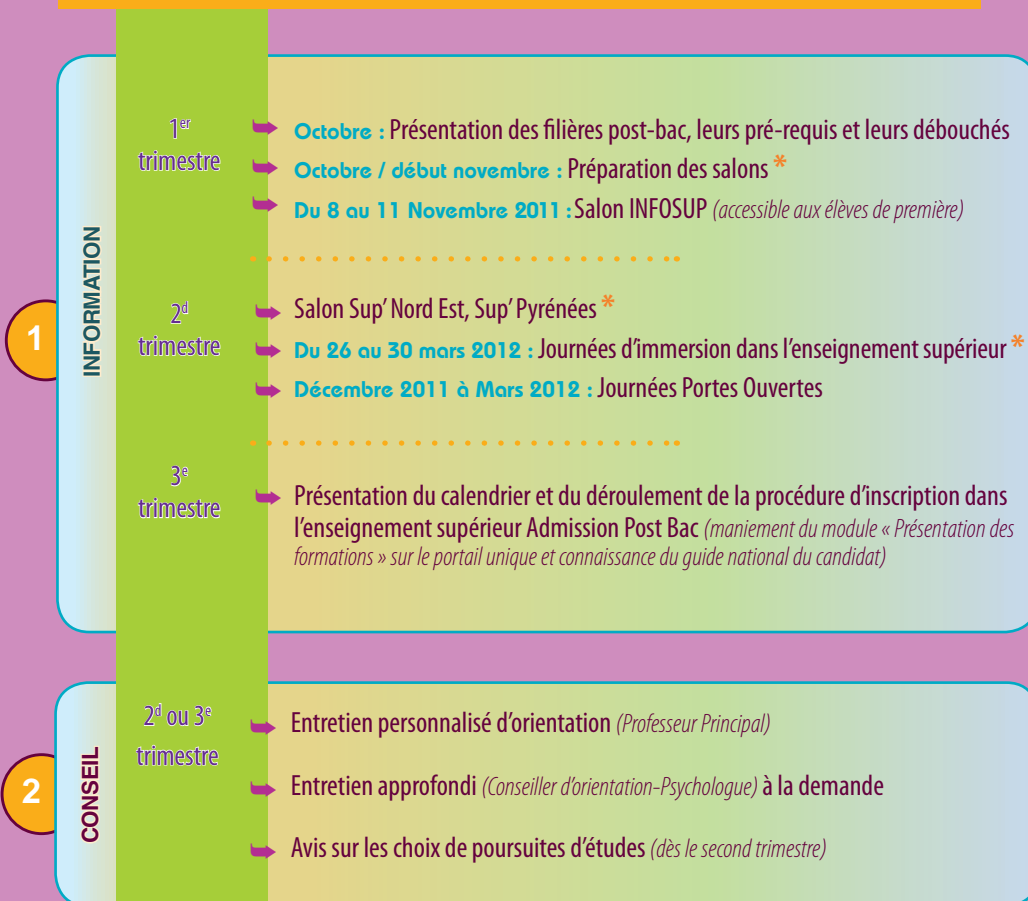 1
INFORMATION
1er
trimestre
Octobre : Présentation des filières post-bac, leurs pré-requis et leurs débouchés
Octobre / début novembre : Préparation des salons *
Du 8 au 11 Novembre 2011 : Salon INFOSUP (accessible aux élèves de première)
2d
trimestre
Salon Sup' Nord Est, Sup' Pyrénées *
Du 26 au 30 mars 2012 : Journées d'immersion dans l'enseignement supérieur *
Décembre 2011 à Mars 2012 : Journées Portes Ouvertes
3e
trimestre
Présentation du calendrier et du déroulement de la procédure d'inscription dans
l'enseignement supérieur Admission Post Bac (maniement du module « Présentation des
formations » sur le portail unique et connaissance du guide national du candidat)
2
CONSEIL
2d ou 3e
trimestre
Entretien personnalisé d'orientation (Professeur Principal)
Entretien approfondi (Conseiller d'orientation-Psychologue) à la demande
Avis sur les choix de poursuites d'études (dès le second trimestre)